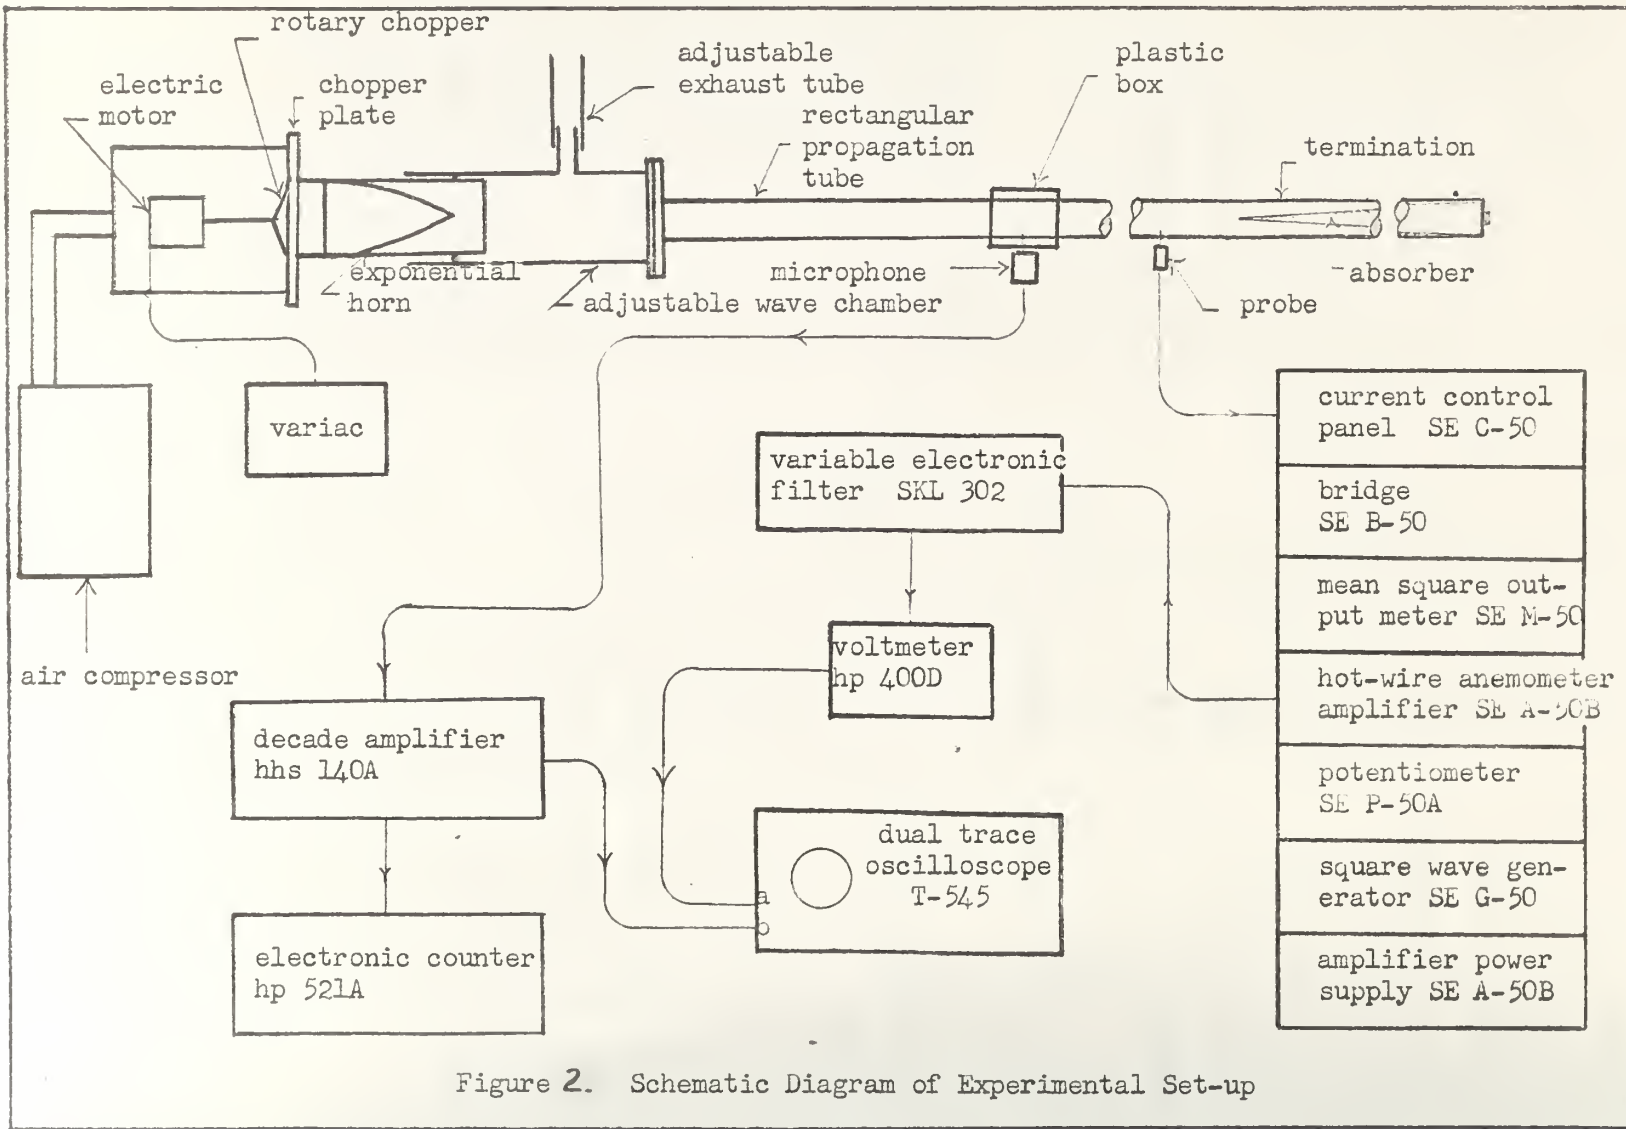 rotary chopper
electric
motor
chopper
plate
adjustable
exhaust tube
rectangular
propagation
tube
plastic
box
termination
exponential
horn
adjustable wave chamber
microphone
probe
absorber
variac
air compressor
variable electronic
filter SKL 302
voltmeter
hp 400D
decade amplifier
hhs 140A
electronic counter
hp 521A
dual trace
oscilloscope
T-545
a
b
current control
panel SE C-50
bridge
SE B-50
mean square out-
put meter SE M-50
hot-wire anemometer
amplifier SE A-50B
potentiometer
SE P-50A
square wave gen-
erator SE G-50
amplifier power
supply SE A-50B
Figure 2. Schematic Diagram of Experimental Set-up